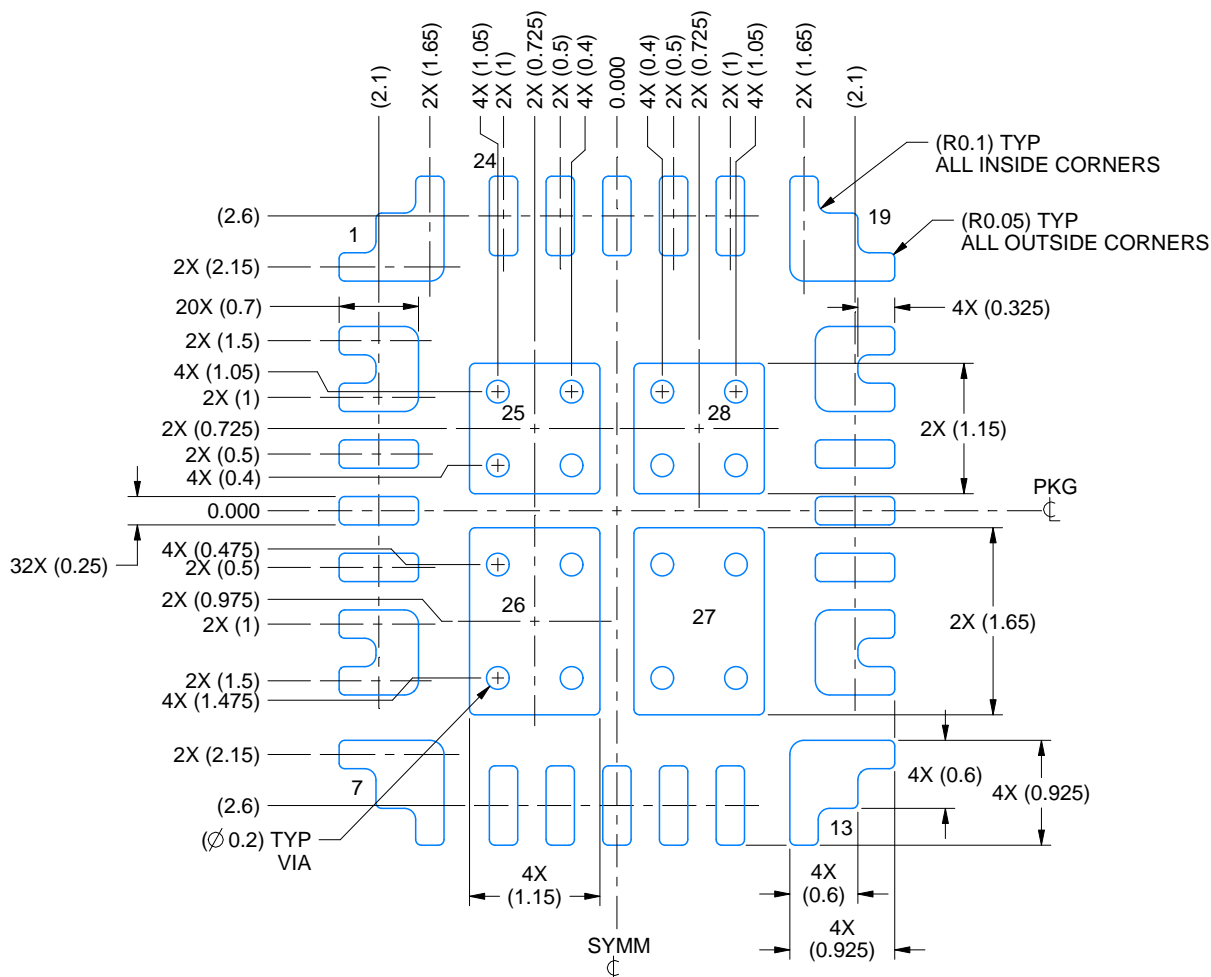 (2.1)
2X (1.65)
4X (1.05)
2X (1)
2X (0.725)
2X (0.5)
4X (0.4)
0.000
4X (0.4)
2X (0.5)
2X (0.725)
2X (1)
4X (1.05)
2X (1.65)
(2.1)
(R0.1) TYP
ALL INSIDE CORNERS
24
(2.6)
1
19
(R0.05) TYP
ALL OUTSIDE CORNERS
2X (2.15)
20X (0.7)
4X (0.325)
2X (1.5)
4X (1.05)
2X (1)
25
28
2X (0.725)
2X (1.15)
2X (0.5)
4X (0.4)
0.000
PKG
℄
32X (0.25)
4X (0.475)
2X (0.5)
2X (0.975)
26
27
2X (1)
2X (1.65)
2X (1.5)
4X (1.475)
2X (2.15)
7
4X (0.6)
4X (0.925)
(2.6)
13
(Ø 0.2) TYP
VIA
4X
(1.15)
4X
(0.6)
4X
(0.925)
SYMM
℄